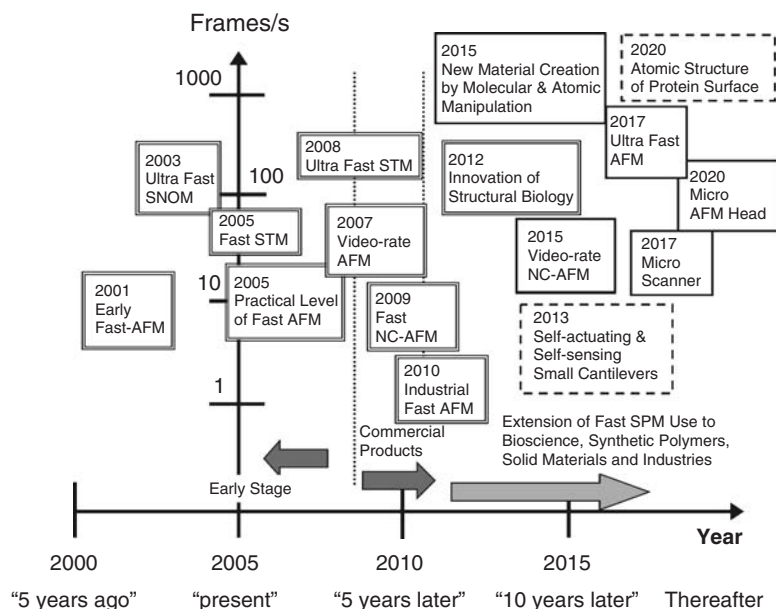 Frames/s
1000
100
10
1
2015
New Material Creation
by Molecular & Atomic
Manipulation
2020
Atomic Structure
of Protein Surface
2003
Ultra Fast
SNOM
2008
Ultra Fast STM
2012
Innovation of
Structural Biology
2017
Ultra Fast
AFM
2020
Micro
AFM Head
2005
Fast STM
2007
Video-rate
AFM
2015
Video-rate
NC-AFM
2017
Micro
Scanner
2001
Early
Fast-AFM
2005
Practical Level
of Fast AFM
2009
Fast
NC-AFM
2013
Self-actuating &
Self-sensing
Small Cantilevers
2010
Industrial
Fast AFM
Early Stage
Commercial
Products
Extension of Fast SPM Use to
Bioscience, Synthetic Polymers,
Solid Materials and Industries
Year
2000 2005 2010 2015
“5 years ago” “present” “5 years later” “10 years later” Thereafter